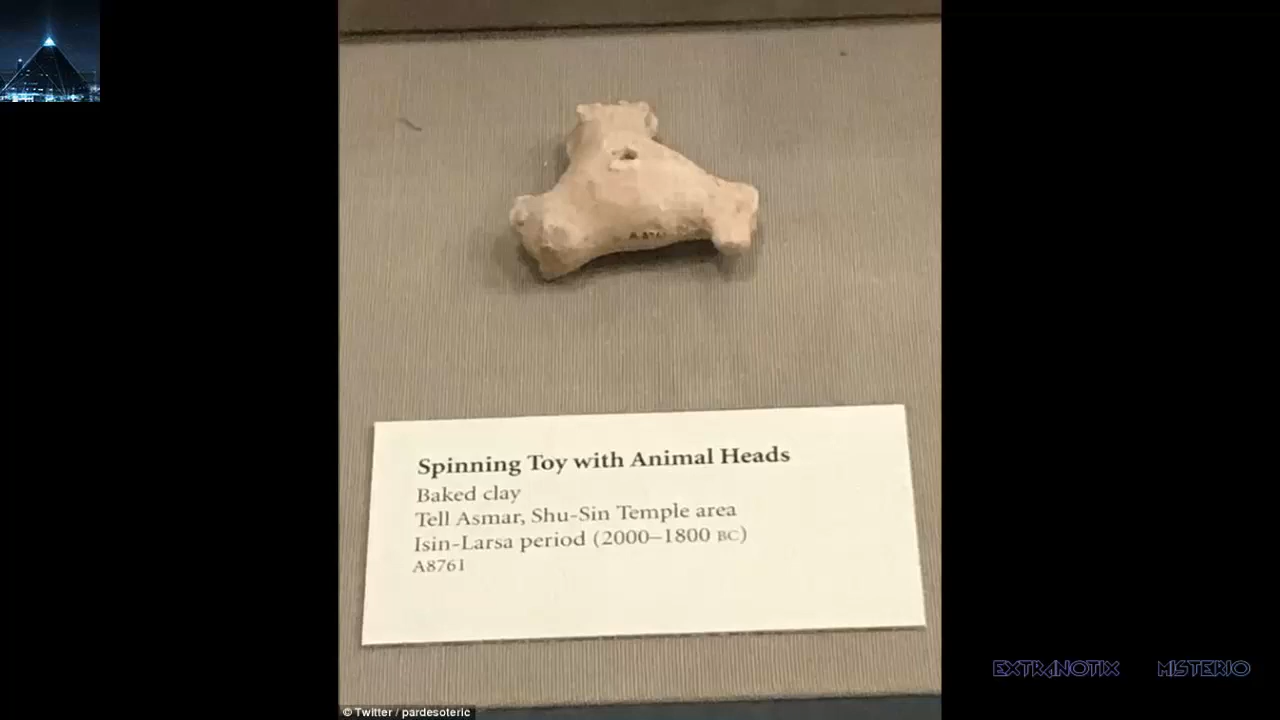 Spinning Toy with Animal Heads
Baked clay
Tell Asmar, Shu-Sin Temple area
Isin-Larsa period (2000–1800 BC)
A8761
EXTRANOTIX MISTERIO
© Twitter / pardesoteric